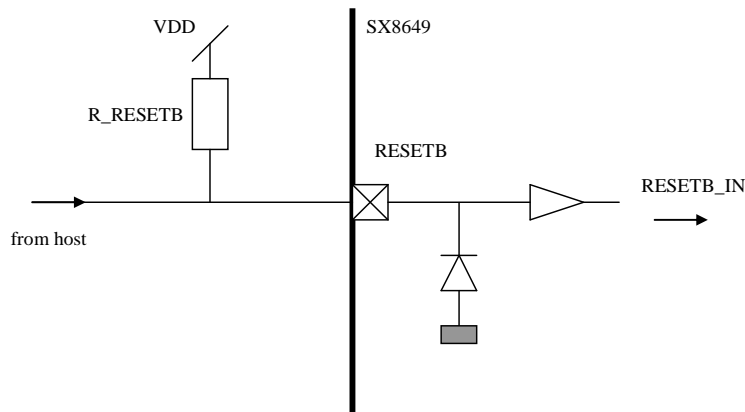 VDD
SX8649
R_RESETB
RESETB
RESETB_IN
from host